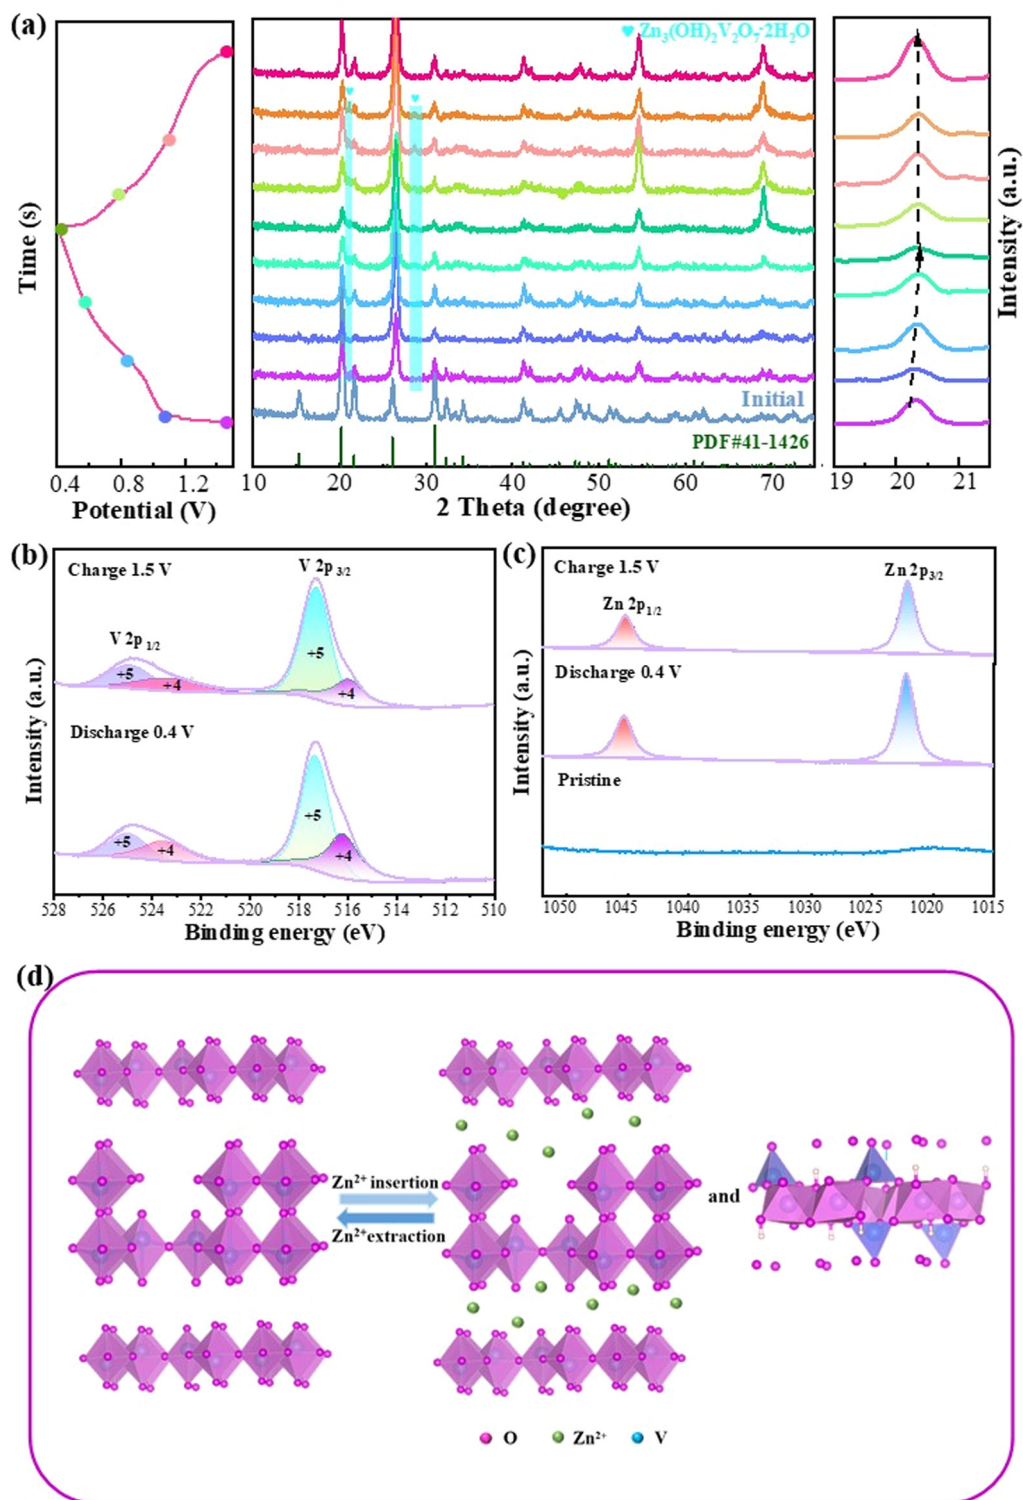 (a)
♥ Zn3(OH)2V2O7·2H2O
Time (s)
Initial
PDF#41-1426
Intensity (a.u.)
0.4 0.8 1.2
10 20 30 40 50 60 70
19 20 21
Potential (V)
2 Theta (degree)
(b)
Charge 1.5 V
V 2p 3/2
V 2p 1/2
+5
+4
+5
+4
Discharge 0.4 V
+5
+4
+5
+4
Intensity (a.u.)
528 526 524 522 520 518 516 514 512 510
Binding energy (eV)
(c)
Charge 1.5 V
Zn 2p3/2
Zn 2p1/2
Discharge 0.4 V
Pristine
Intensity (a.u.)
1050 1045 1040 1035 1030 1025 1020 1015
Binding energy (eV)
(d)
Zn2+ insertion
Zn2+extraction
and
O
Zn2+
V